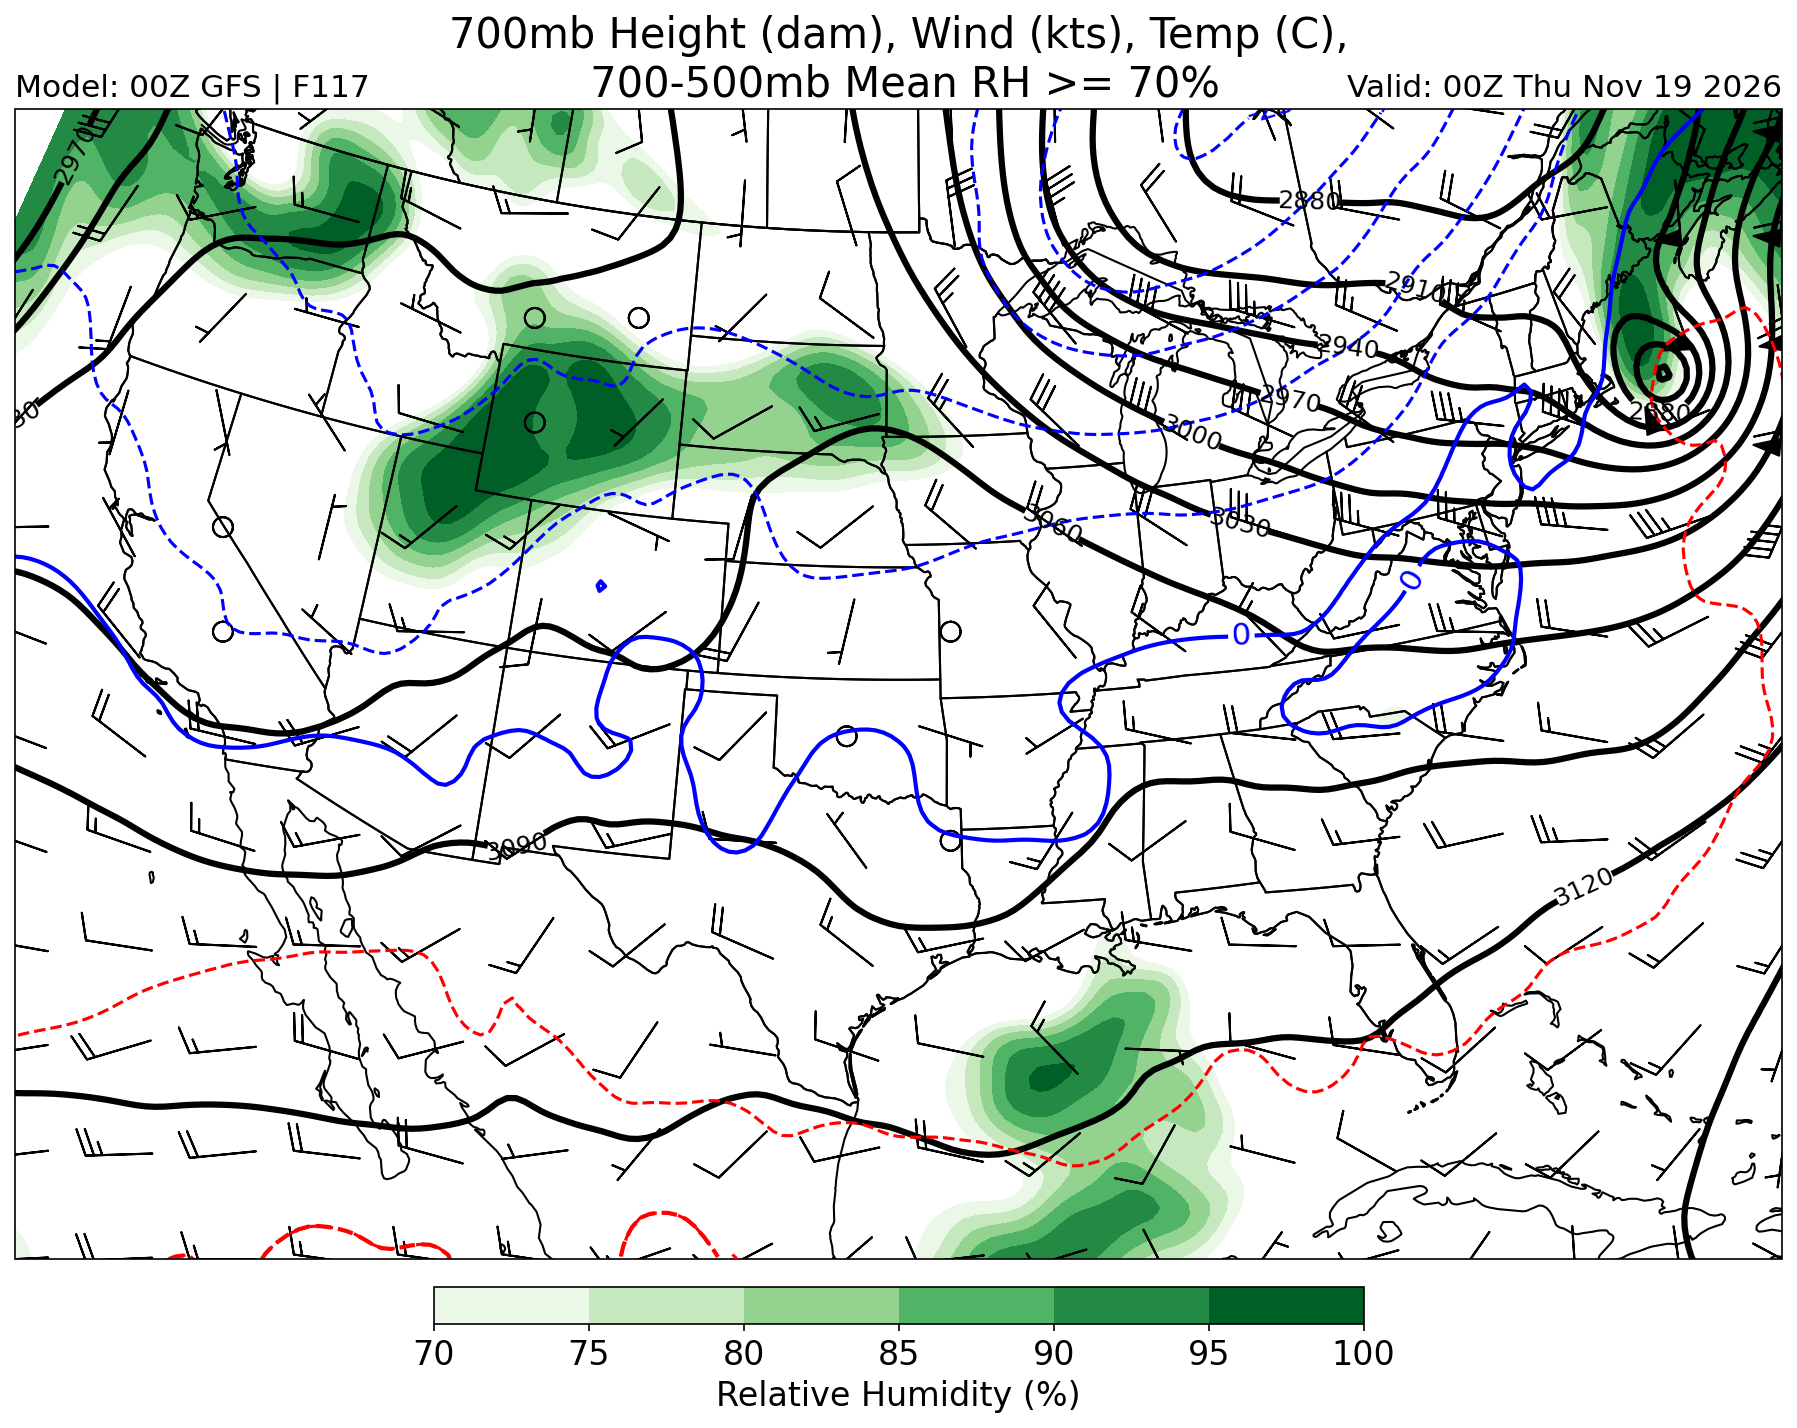 700mb Height (dam), Wind (kts), Temp (C),
Model: 00Z GFS | F117
700-500mb Mean RH >= 70%
Valid: 00Z Thu Nov 19 2026
2970
2880
2910
2940
2970
3000
2880
3030
3060
0
0
3090
3120
70 75 80 85 90 95 100
Relative Humidity (%)